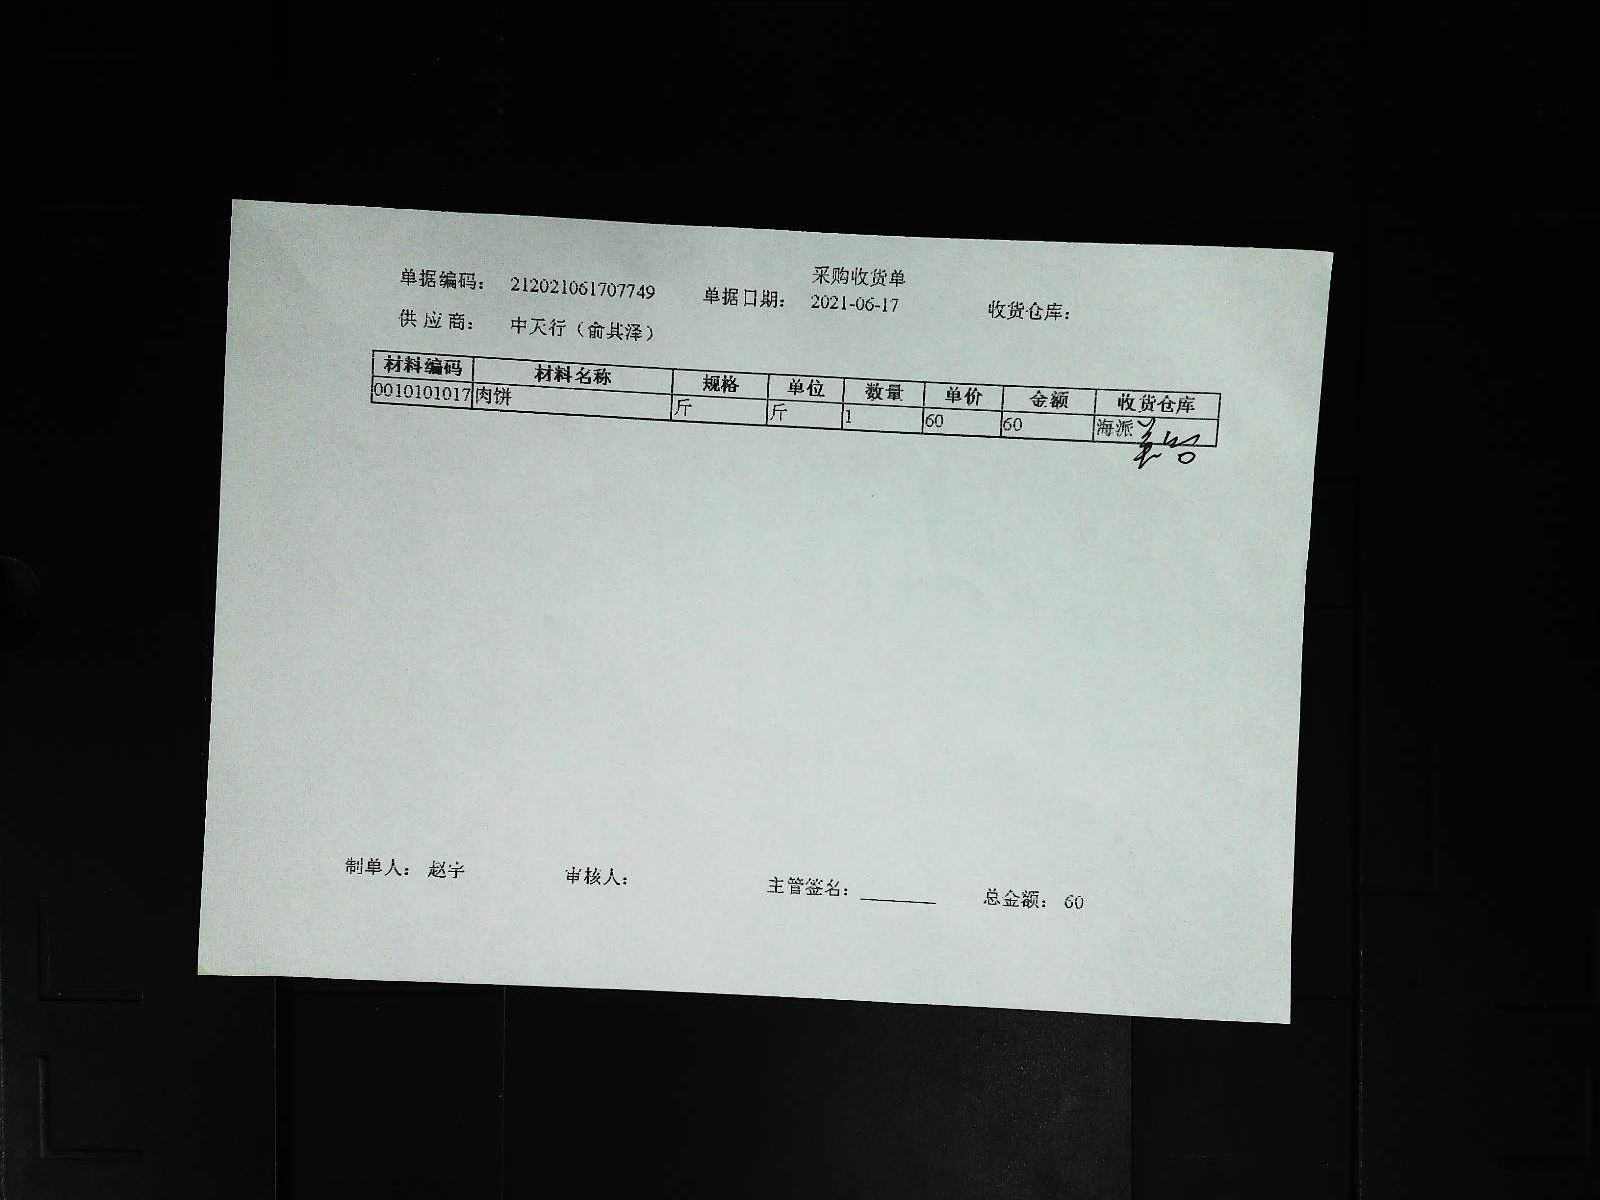 采购收货单
单据编码： 212021061707749 单据日期： 2021-06-17 收货仓库：
供应商： 中天行（俞其泽）
材料编码 材料名称 规格 单位 数量 单价 金额 收货仓库
0010101017 肉饼 斤 斤 1 60 60 海派
制单人： 赵宇 审核人： 主管签名： 总金额： 60